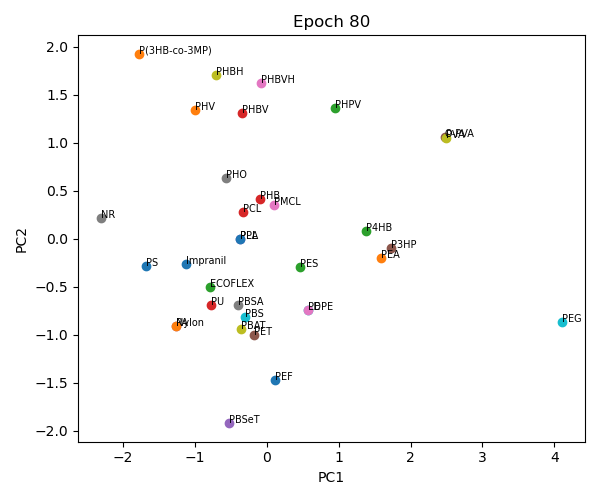 Epoch 80
P(3HB-co-3MP)
PHBH
PHBVH
PHV
PHBV
PHPV
PVA
PHO
PHB
PMCL
PCL
NR
P4HB
P3HP
PEA
PS
Impranil
PES
ECOFLEX
PU
PBSA
PBS
PBAT
PET
Nylon
PEG
PEF
PBSeT
2.0
1.5
1.0
0.5
0.0
−0.5
−1.0
−1.5
−2.0
PC2
−2
−1
0
1
2
3
4
PC1